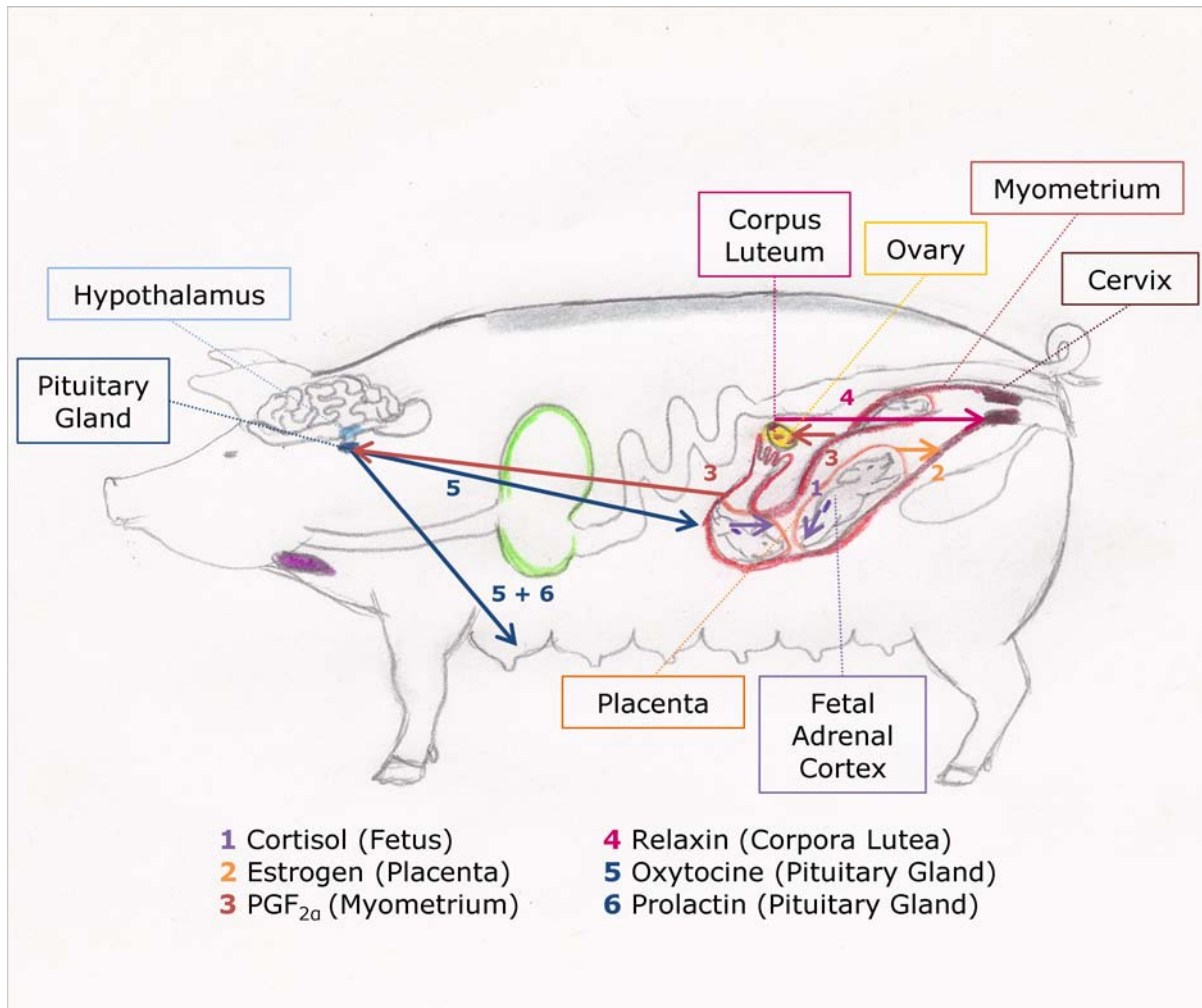 Myometrium
Corpus
Luteum
Ovary
Cervix
Hypothalamus
Pituitary
Gland
4
3
3
2
5
1
5 + 6
Placenta
Fetal
Adrenal
Cortex
1 Cortisol (Fetus)
2 Estrogen (Placenta)
3 PGF2α (Myometrium)
4 Relaxin (Corpora Lutea)
5 Oxytocine (Pituitary Gland)
6 Prolactin (Pituitary Gland)